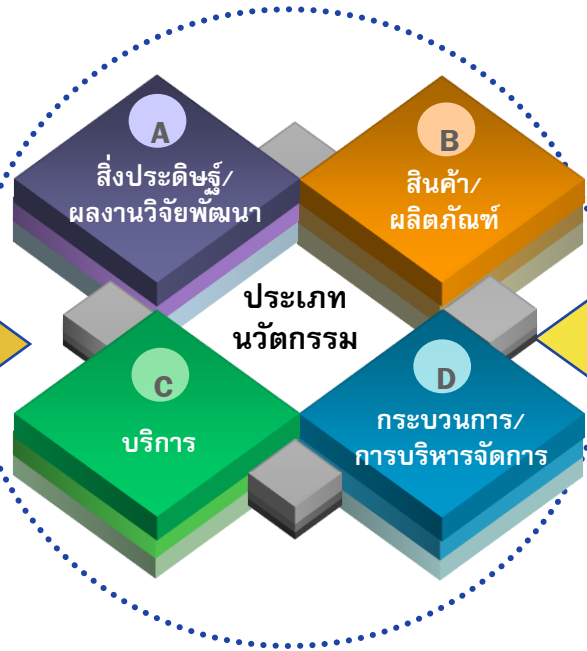 A
สิ่งประดิษฐ์/
ผลงานวิจัยพัฒนา
B
สินค้า/
ผลิตภัณฑ์
ประเภท
นวัตกรรม
C
บริการ
D
กระบวนการ/
การบริหารจัดการ